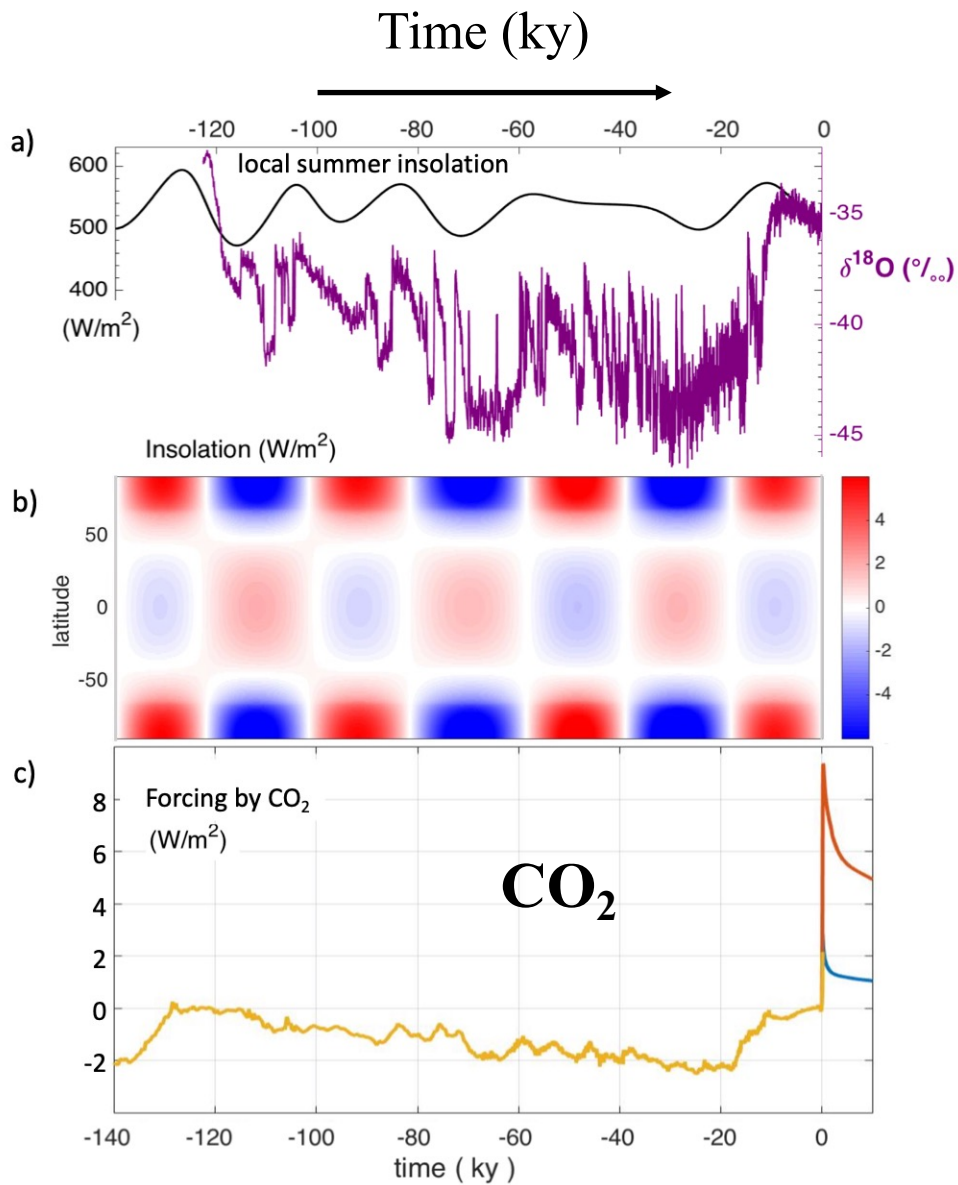 Time (ky)
a)
-120 -100 -80 -60 -40 -20 0
local summer insolation
600
500
400
(W/m²)
-35
δ¹⁸O (°/₀₀)
-40
-45
Insolation (W/m²)
b)
latitude
50
0
-50
4
2
0
-2
-4
c)
Forcing by CO₂
(W/m²)
CO₂
8
6
4
2
0
-2
-140 -120 -100 -80 -60 -40 -20 0
time ( ky )